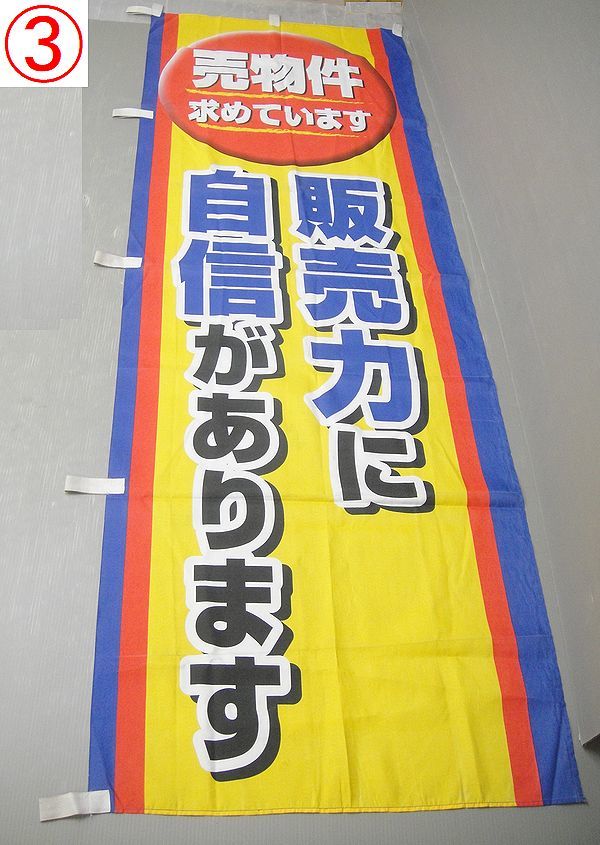 ③
売物件
求めています
販売力に
自信があります